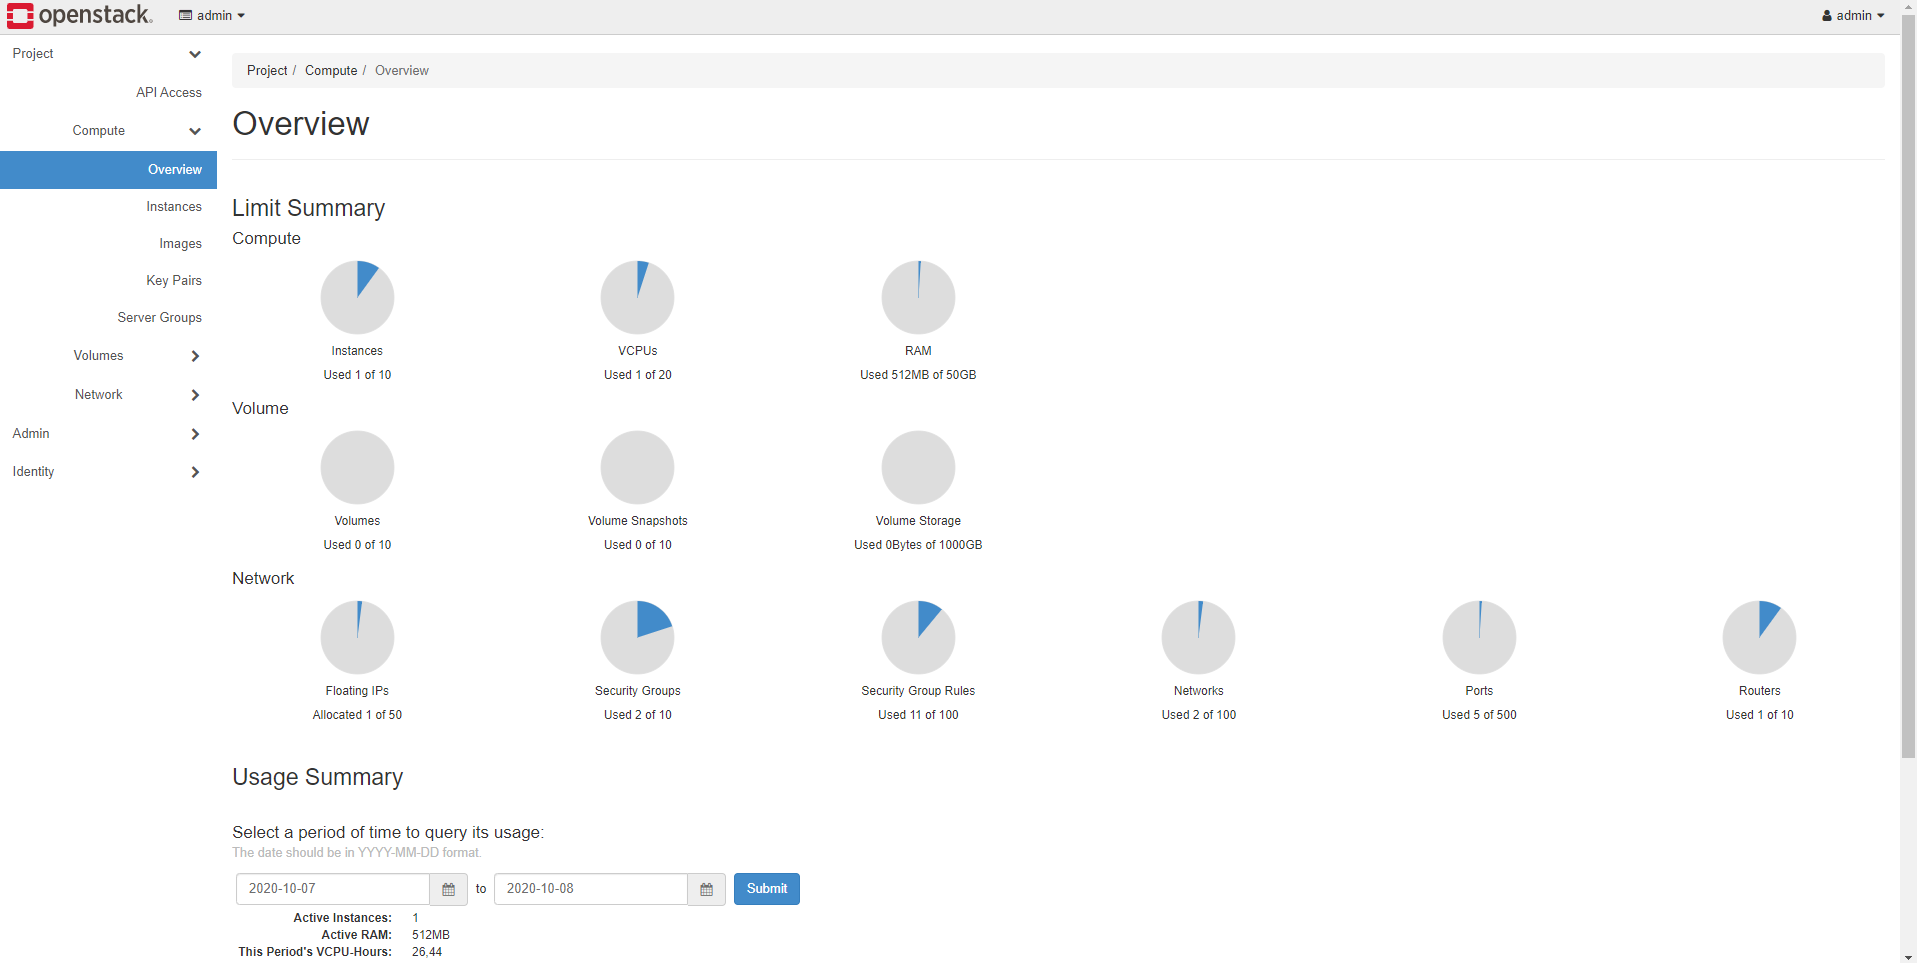 openstack. admin admin
Project
API Access
Compute
Overview
Instances
Images
Key Pairs
Server Groups
Volumes
Network
Admin
Identity
Project / Compute / Overview
Overview
Limit Summary
Compute
Instances VCPUs RAM
Used 1 of 10 Used 1 of 20 Used 512MB of 50GB
Volume
Volumes Volume Snapshots Volume Storage
Used 0 of 10 Used 0 of 10 Used 0Bytes of 1000GB
Network
Floating IPs Security Groups Security Group Rules Networks Ports Routers
Allocated 1 of 50 Used 2 of 10 Used 11 of 100 Used 2 of 100 Used 5 of 500 Used 1 of 10
Usage Summary
Select a period of time to query its usage:
The date should be in YYYY-MM-DD format.
2020-10-07 to 2020-10-08 Submit
Active Instances: 1
Active RAM: 512MB
This Period's VCPU-Hours: 26,44